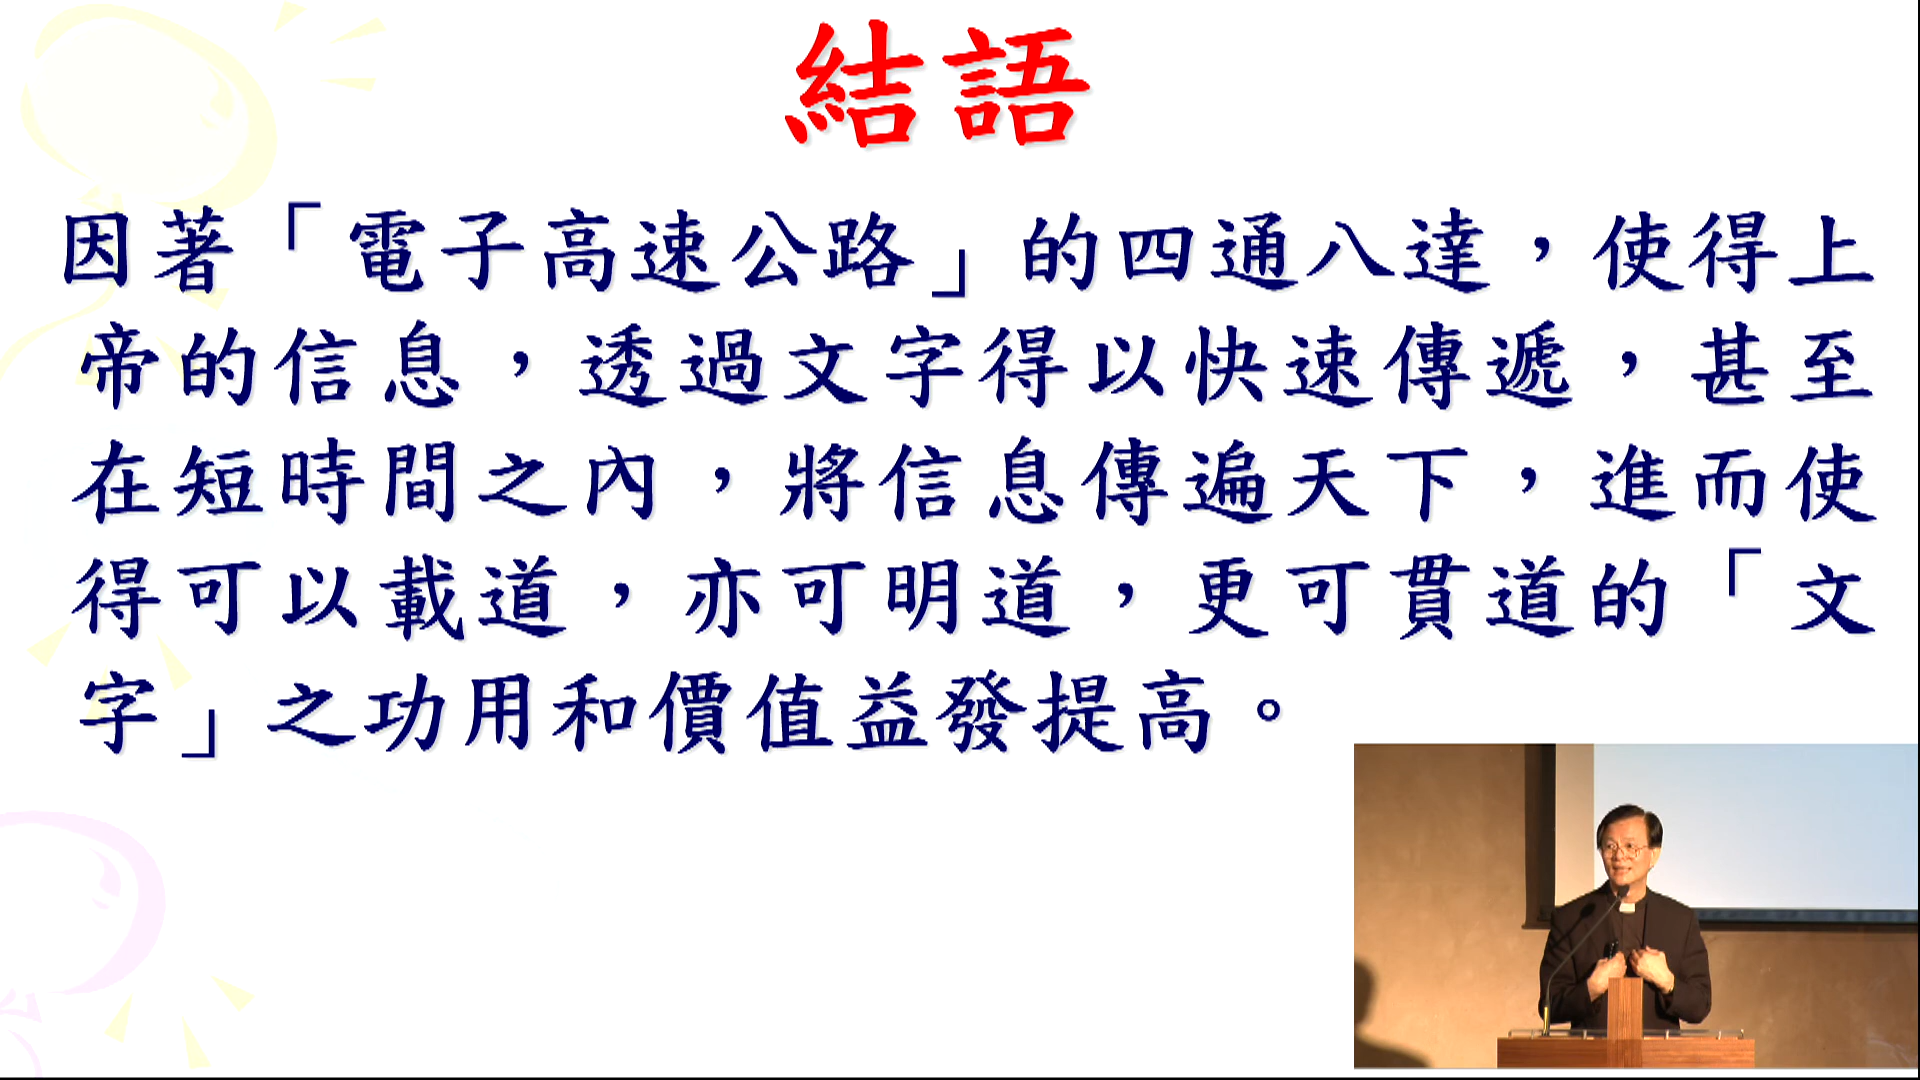 結語
因著「電子高速公路」的四通八達，使得上
帝的信息，透過文字得以快速傳遞，甚至
在短時間之內，將信息傳遍天下，進而使
得可以載道，亦可明道，更可貫道的「文
字」之功用和價值益發提高。